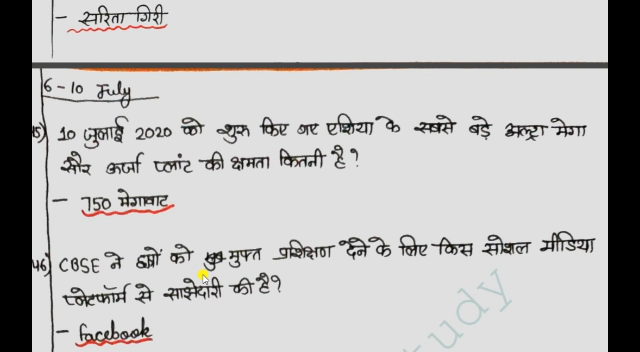 - सरिता गिरी
6-10 July
45) 10 जुलाई 2020 को शुरू किए गए एशिया के सबसे बड़े अल्ट्रा मेगा
सौर ऊर्जा प्लांट की क्षमता कितनी है?
- 750 मेगावाट
46) CBSE ने छात्रों को मुफ्त प्रशिक्षण देने के लिए किस सोशल मीडिया
प्लेटफॉर्म से साझेदारी की है?
- facebook
study